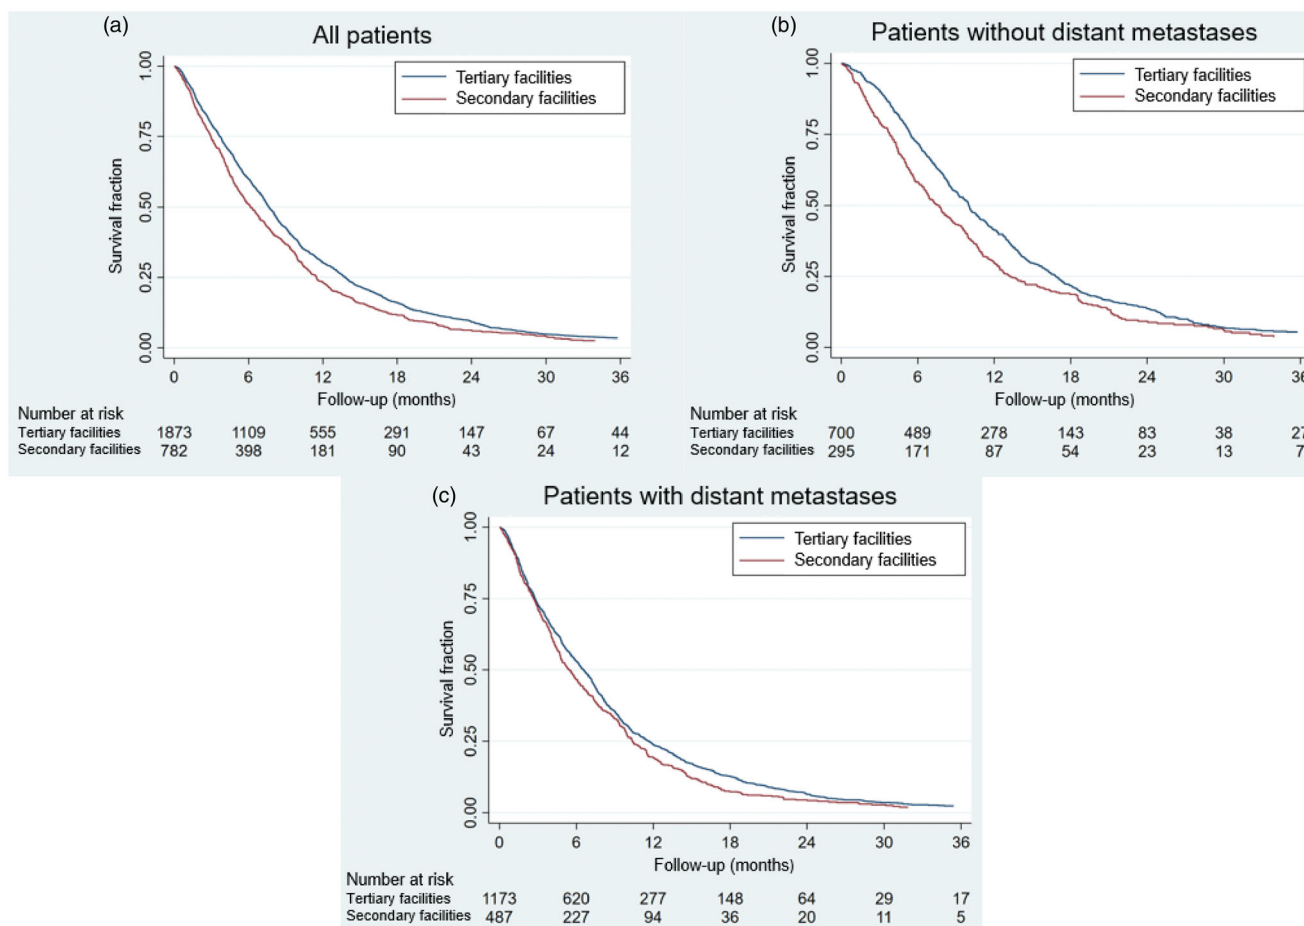 (a)
All patients
Tertiary facilities
Secondary facilities
Survival fraction
1.00
0.75
0.50
0.25
0.00
0 6 12 18 24 30 36
Follow-up (months)
Number at risk
Tertiary facilities 1873 1109 555 291 147 67 44
Secondary facilities 782 398 181 90 43 24 12
(b)
Patients without distant metastases
Tertiary facilities
Secondary facilities
Survival fraction
1.00
0.75
0.50
0.25
0.00
0 6 12 18 24 30 36
Follow-up (months)
Number at risk
Tertiary facilities 700 489 278 143 83 38 27
Secondary facilities 295 171 87 54 23 13 7
(c)
Patients with distant metastases
Tertiary facilities
Secondary facilities
Survival fraction
1.00
0.75
0.50
0.25
0.00
0 6 12 18 24 30 36
Follow-up (months)
Number at risk
Tertiary facilities 1173 620 277 148 64 29 17
Secondary facilities 487 227 94 36 20 11 5